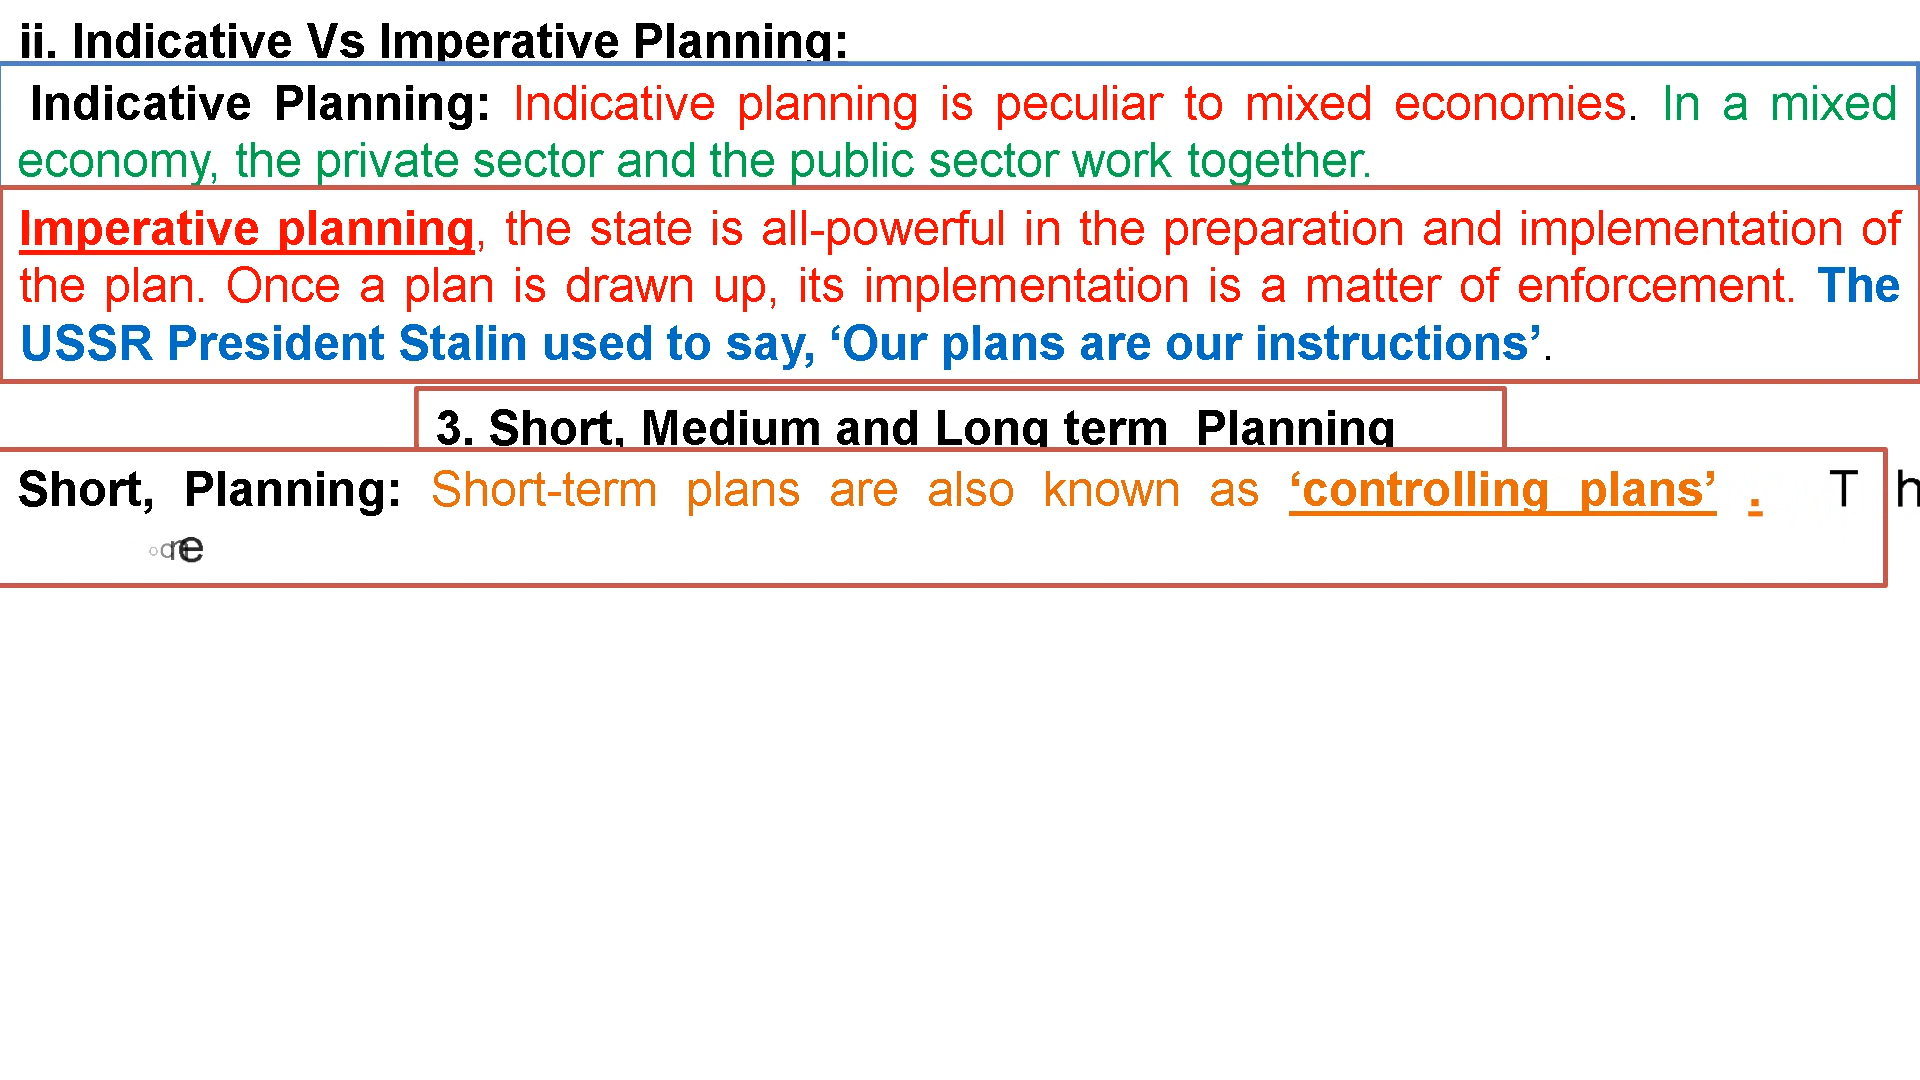 ii. Indicative Vs Imperative Planning:
Indicative Planning: Indicative planning is peculiar to mixed economies. In a mixed
economy, the private sector and the public sector work together.
Imperative planning, the state is all-powerful in the preparation and implementation of
the plan. Once a plan is drawn up, its implementation is a matter of enforcement. The
USSR President Stalin used to say, ‘Our plans are our instructions’.
3. Short, Medium and Long term Planning
Short, Planning: Short-term plans are also known as ‘controlling plans’ . T h